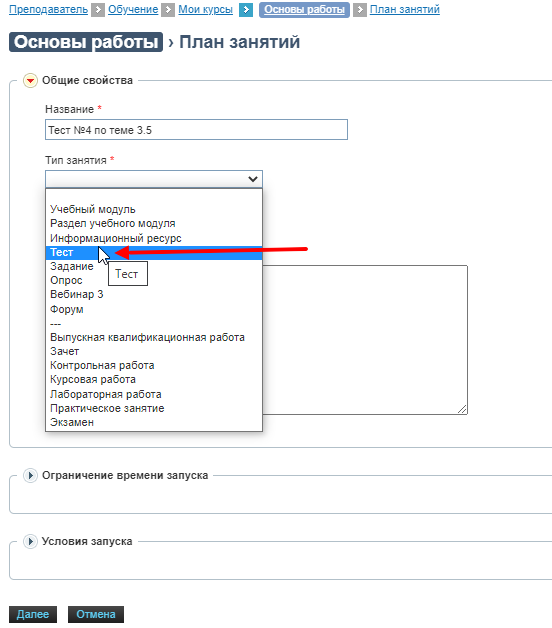 Преподаватель Обучение Мои курсы Основы работы План занятий
Основы работы › План занятий
Общие свойства
Название *
Тест №4 по теме 3.5
Тип занятия *
Учебный модуль
Раздел учебного модуля
Информационный ресурс
Тест
Задание
Тест
Опрос
Вебинар 3
Форум
---
Выпускная квалификационная работа
Зачет
Контрольная работа
Курсовая работа
Лабораторная работа
Практическое занятие
Экзамен
Ограничение времени запуска
Условия запуска
Далее Отмена